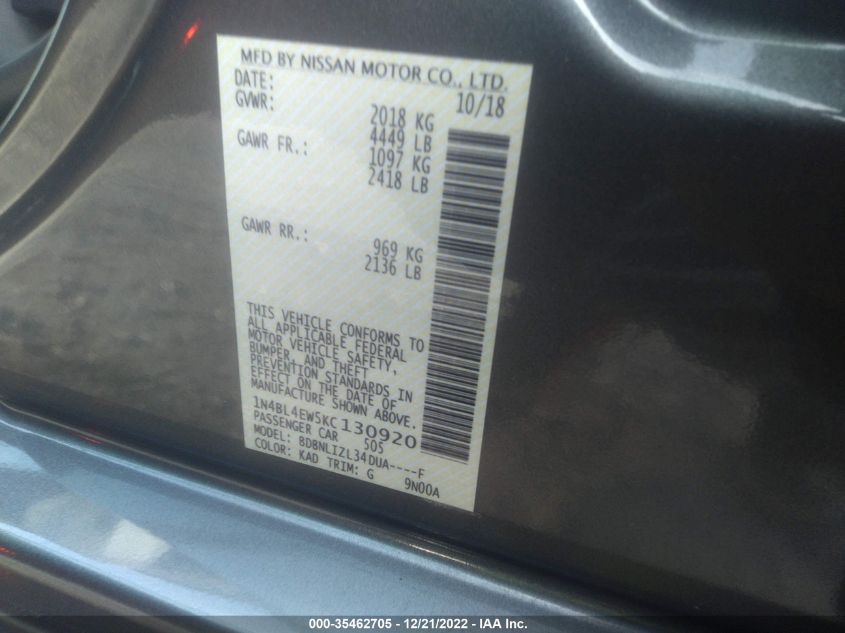 MFD BY NISSAN MOTOR CO., LTD.
DATE: 10/18
GVWR: 2018 KG
4449 LB
GAWR FR.: 1097 KG
2418 LB
GAWR RR.: 969 KG
2136 LB
THIS VEHICLE CONFORMS TO
ALL APPLICABLE FEDERAL
MOTOR VEHICLE SAFETY,
BUMPER, AND THEFT
PREVENTION STANDARDS IN
EFFECT ON THE DATE OF
MANUFACTURE SHOWN ABOVE.
1N4BL4EW5KC130920
PASSENGER CAR 505
MODEL: BDBNLIZL34DUA----F
COLOR: KAD TRIM: G 9N00A
000-35462705 - 12/21/2022 - IAA Inc.